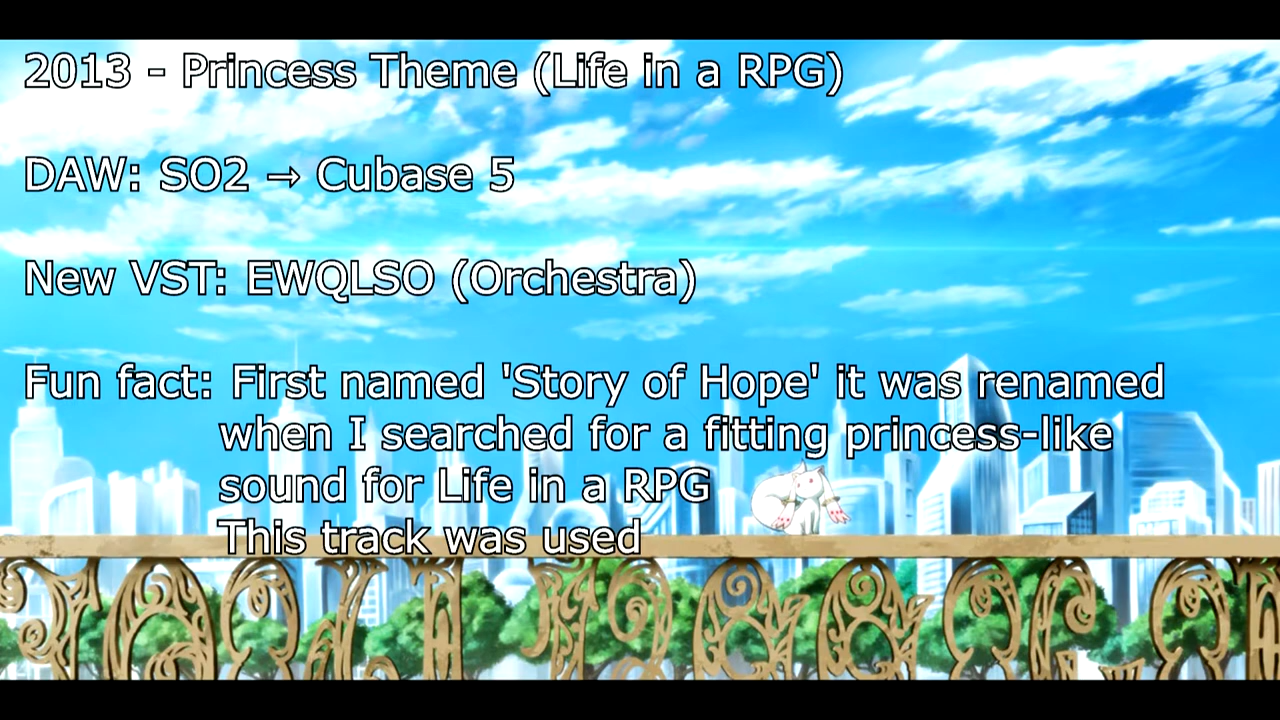 2013 - Princess Theme (Life in a RPG)
DAW: SO2 → Cubase 5
New VST: EWQLSO (Orchestra)
Fun fact: First named 'Story of Hope' it was renamed
when I searched for a fitting princess-like
sound for Life in a RPG
This track was used